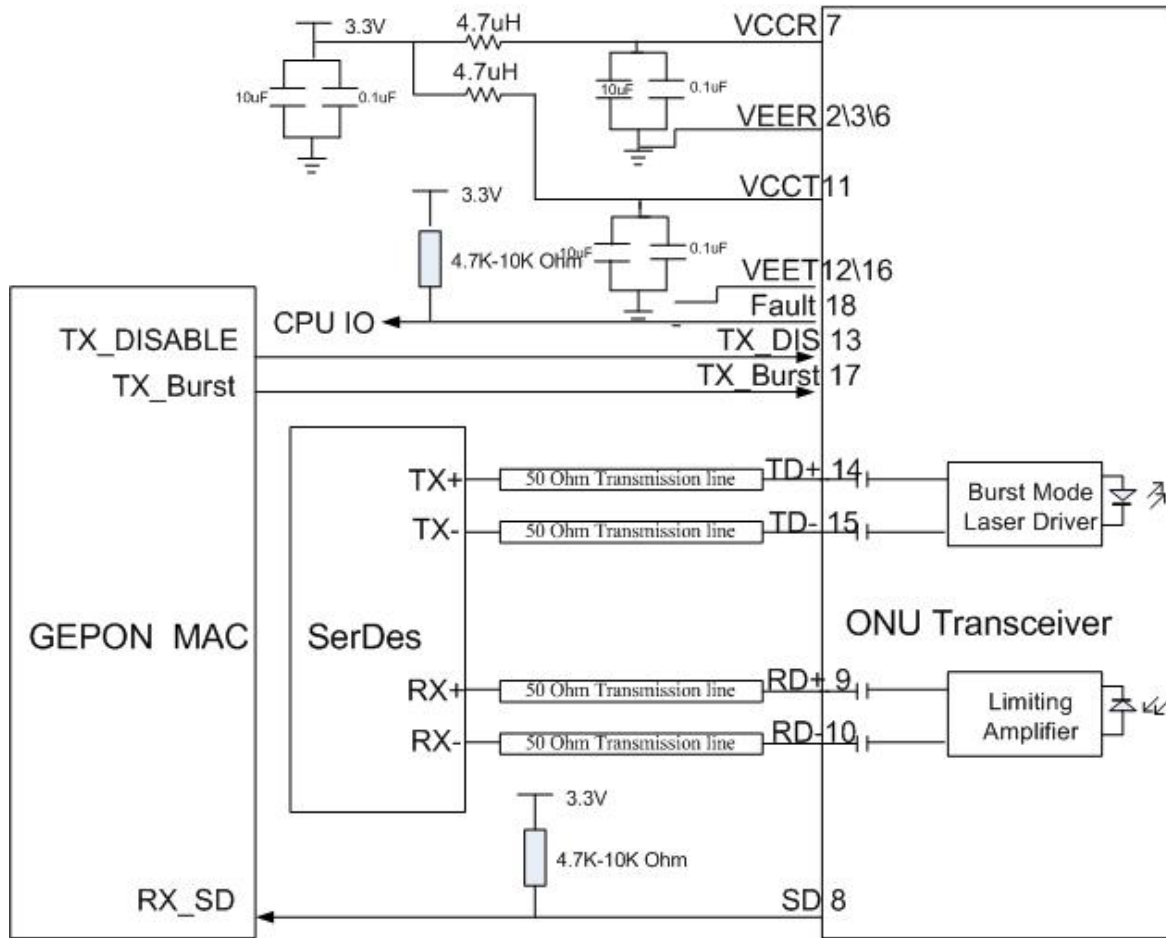 3.3V
4.7uH
VCCR 7
4.7uH
10uF
0.1uF
10uF
0.1uF
VEER 2\3\6
VCCT11
3.3V
10uF
0.1uF
4.7K-10K Ohm
VEET12\16
Fault 18
CPU IO
TX_DISABLE
TX_DIS 13
TX_Burst
TX_Burst 17
TX+
50 Ohm Transmission line
TD+ 14
Burst Mode
Laser Driver
TX-
50 Ohm Transmission line
TD- 15
GEPON MAC
SerDes
ONU Transceiver
RX+
50 Ohm Transmission line
RD+ 9
Limiting
Amplifier
RX-
50 Ohm Transmission line
RD-10
3.3V
4.7K-10K Ohm
RX_SD
SD 8